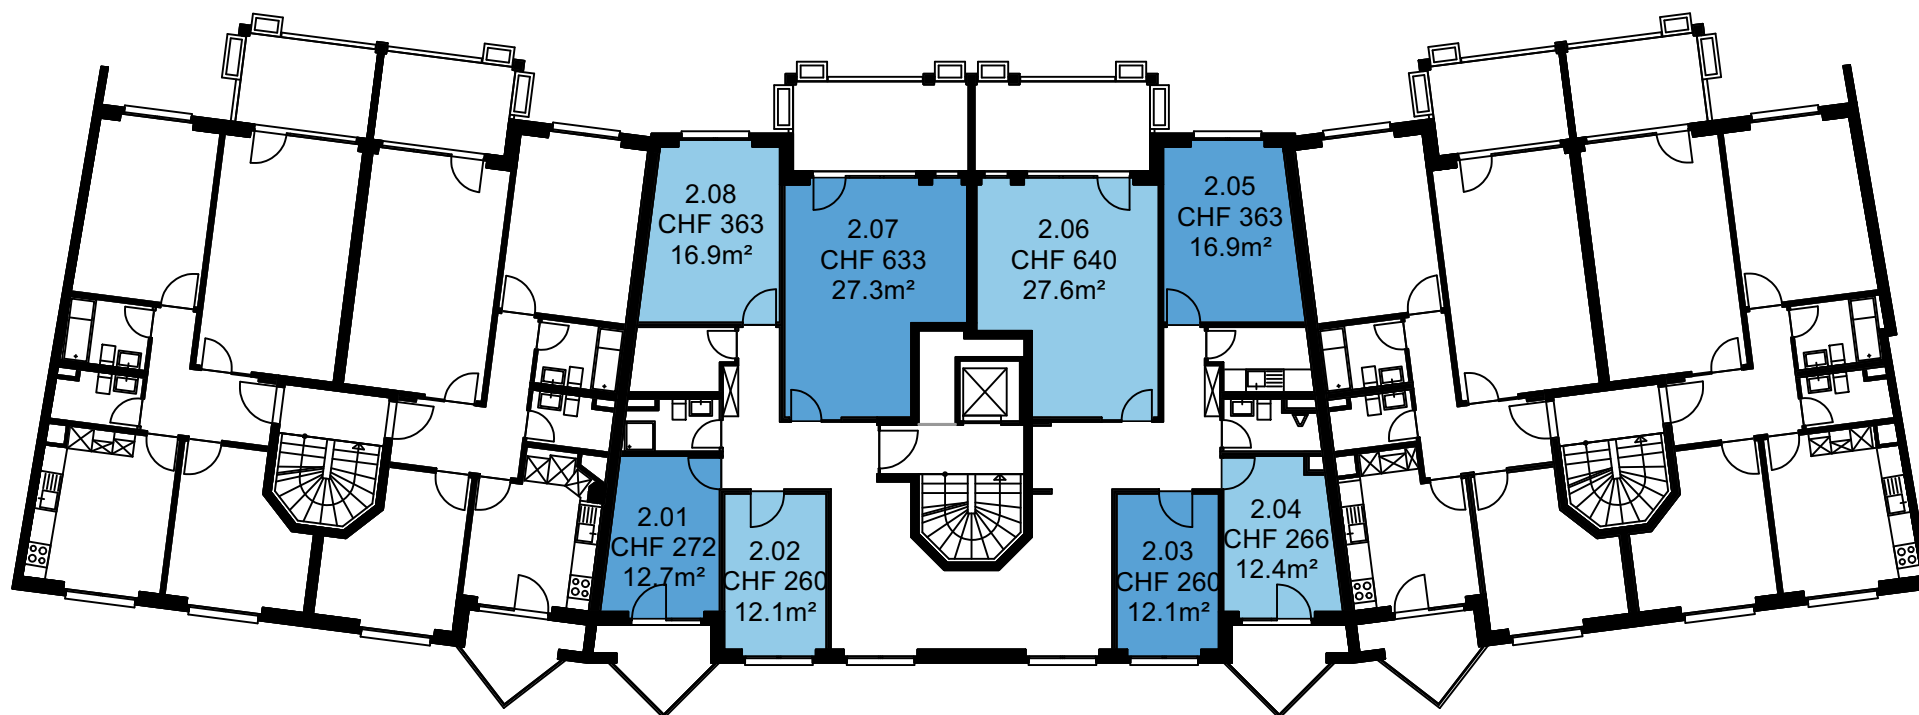 2.08
CHF 363
16.9m²
2.07
CHF 633
27.3m²
2.06
CHF 640
27.6m²
2.05
CHF 363
16.9m²
2.01
CHF 272
12.7m²
2.02
CHF 260
12.1m²
2.03
CHF 260
12.1m²
2.04
CHF 266
12.4m²